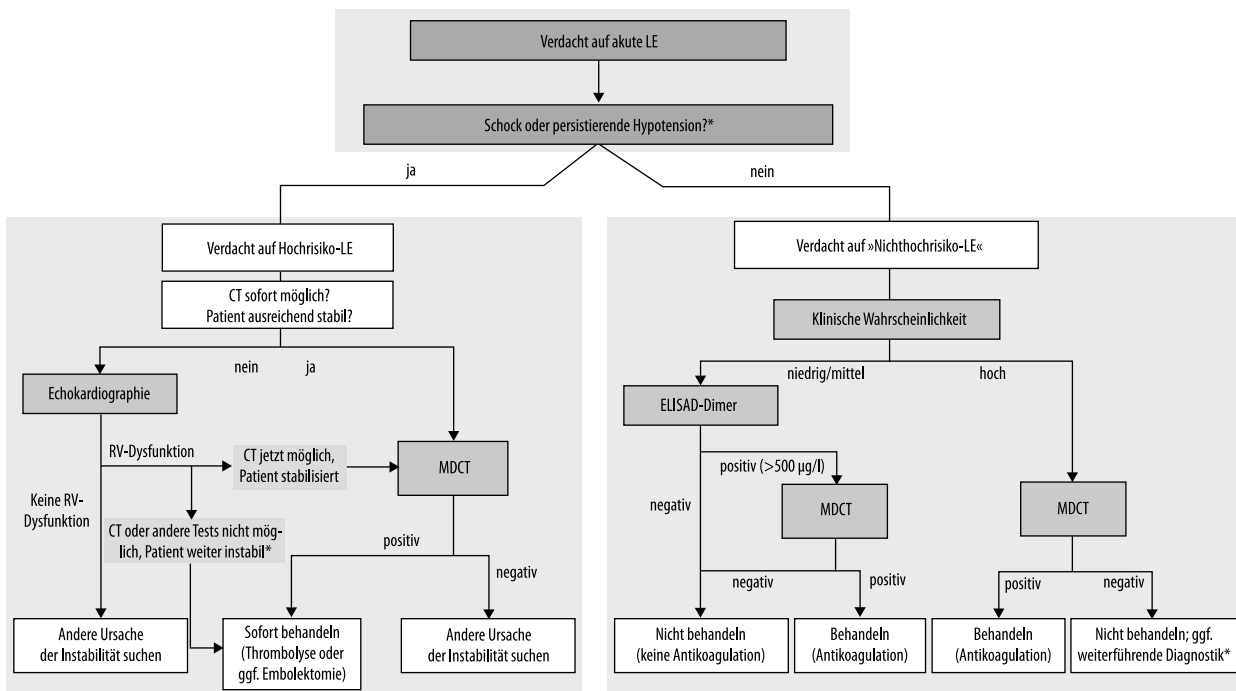 Verdacht auf akute LE
Schock oder persistierende Hypotension?*
ja
nein
Verdacht auf Hochrisiko-LE
CT sofort möglich?
Patient ausreichend stabil?
nein
ja
Echokardiographie
RV-Dysfunktion
CT jetzt möglich,
Patient stabilisiert
MDCT
Keine RV-
Dysfunktion
CT oder andere Tests nicht mög-
lich, Patient weiter instabil*
positiv
negativ
Andere Ursache
der Instabilität suchen
Sofort behandeln
(Thrombolyse oder
ggf. Embolektomie)
Andere Ursache
der Instabilität suchen
Verdacht auf »Nichthochrisiko-LE«
Klinische Wahrscheinlichkeit
niedrig/mittel
hoch
ELISAD-Dimer
positiv (>500 µg/l)
negativ
MDCT
MDCT
negativ
positiv
positiv
negativ
Nicht behandeln
(keine Antikoagulation)
Behandeln
(Antikoagulation)
Behandeln
(Antikoagulation)
Nicht behandeln; ggf.
weiterführende Diagnostik*